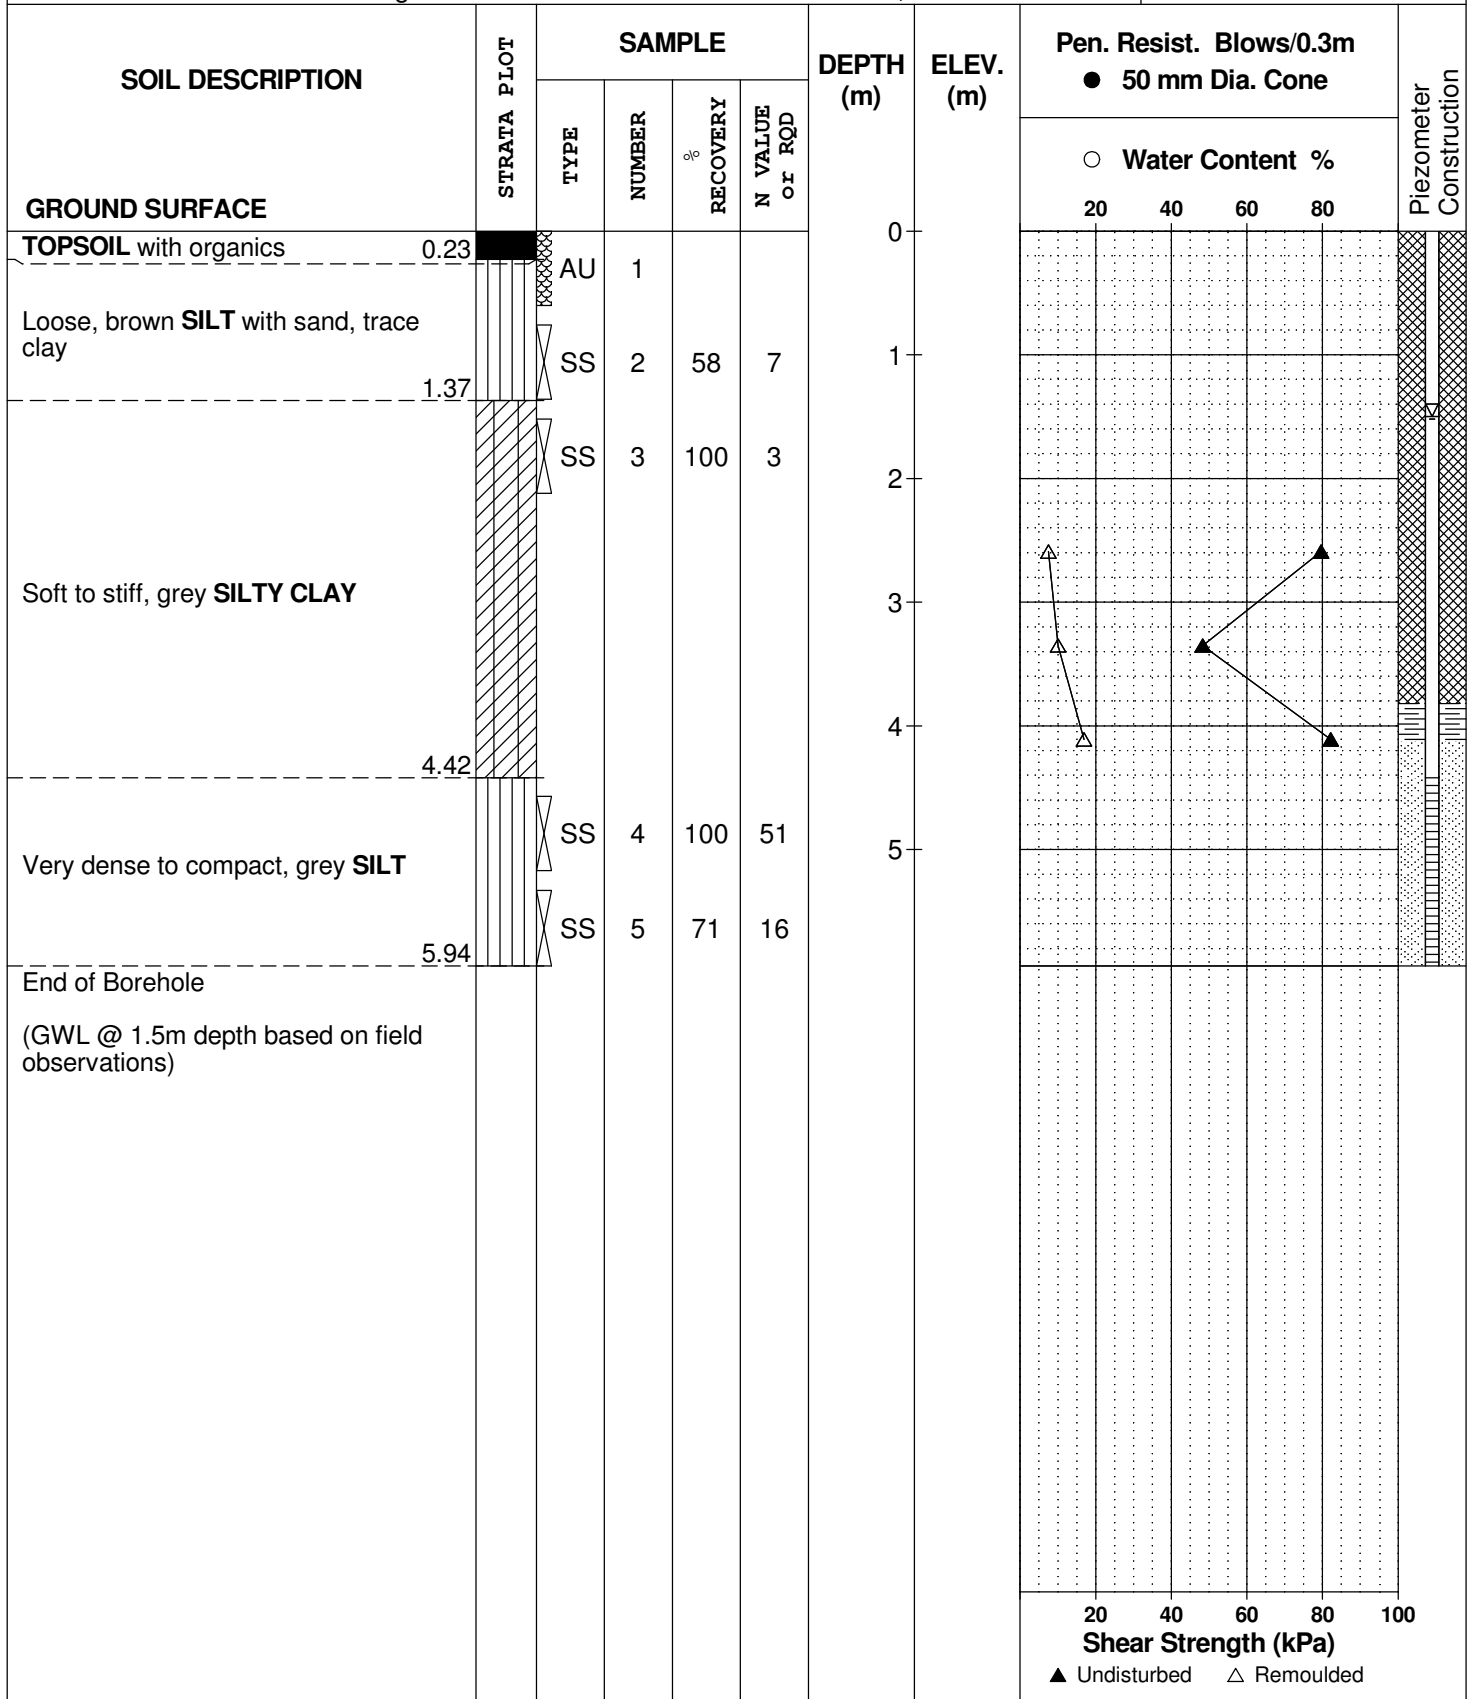 SOIL DESCRIPTION
GROUND SURFACE
STRATA PLOT
SAMPLE
TYPE
NUMBER
% RECOVERY
N VALUE or RQD
DEPTH
(m)
ELEV.
(m)
Pen. Resist. Blows/0.3m
● 50 mm Dia. Cone
○ Water Content %
20 40 60 80
Piezometer
Construction
TOPSOIL with organics 0.23
AU 1
Loose, brown SILT with sand, trace
clay
1.37
SS 2 58 7
SS 3 100 3
Soft to stiff, grey SILTY CLAY
4.42
SS 4 100 51
Very dense to compact, grey SILT
SS 5 71 16
5.94
End of Borehole
(GWL @ 1.5m depth based on field
observations)
0
1
2
3
4
5
20 40 60 80 100
Shear Strength (kPa)
▲ Undisturbed △ Remoulded